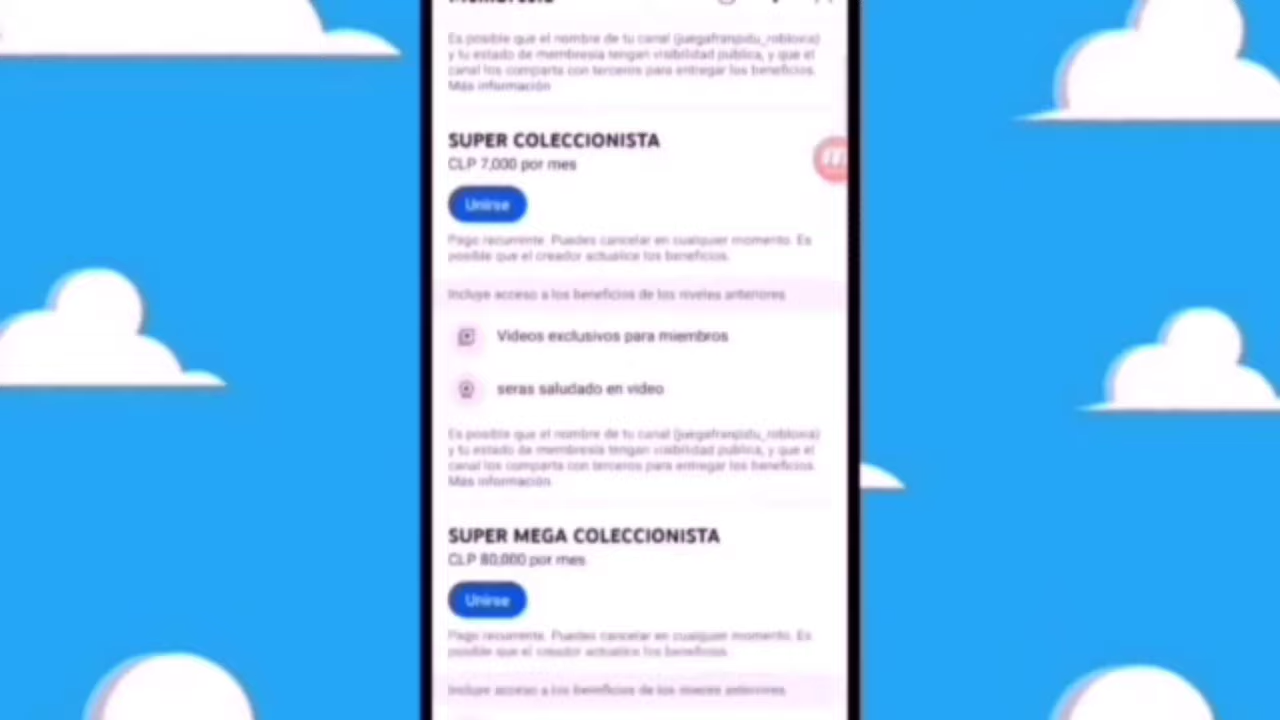 Membresía
Es posible que el nombre de tu canal
y tu estado de membresía tengan visibilidad pública, y que el
canal los comparta con terceros para entregar los beneficios.
Más información
SUPER COLECCIONISTA
CLP 7,000 por mes
Unirse
Pago recurrente. Puedes cancelar en cualquier momento. Es
posible que el creador actualice los beneficios.
Incluye acceso a los beneficios de los niveles anteriores
Videos exclusivos para miembros
seras saludado en video
Es posible que el nombre de tu canal
y tu estado de membresía tengan visibilidad pública, y que el
canal los comparta con terceros para entregar los beneficios.
Más información
SUPER MEGA COLECCIONISTA
CLP 80,000 por mes
Unirse
Pago recurrente. Puedes cancelar en cualquier momento. Es
posible que el creador actualice los beneficios.
Incluye acceso a los beneficios de los niveles anteriores